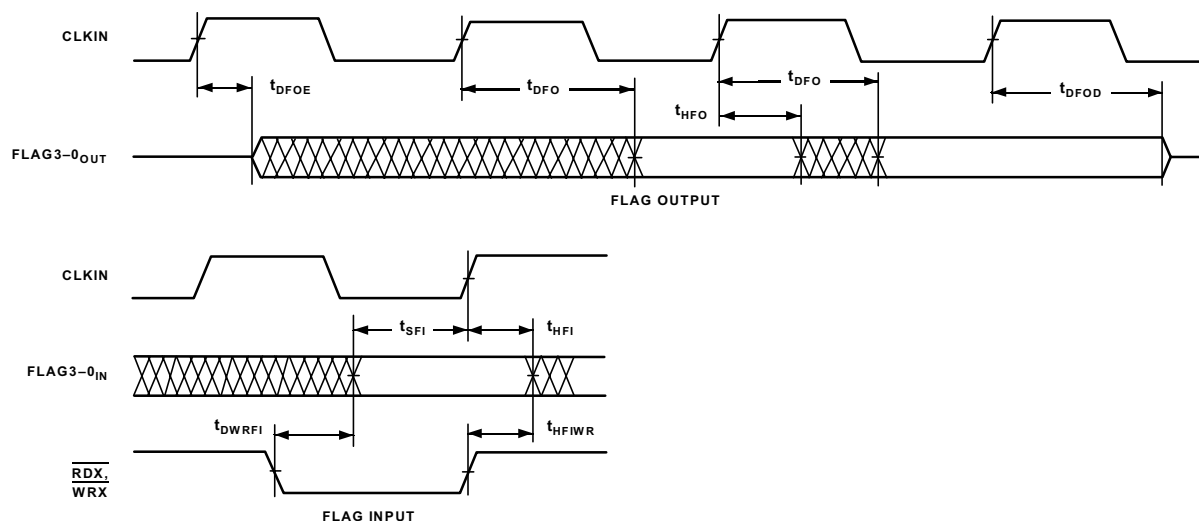 CLKIN
tDFOE
tDFO
tDFO
tHFO
tDFOD
FLAG3–0OUT
FLAG OUTPUT
CLKIN
tSFI
tHFI
FLAG3–0IN
tDWRFI
tHFIWR
RDX,
WRX
FLAG INPUT